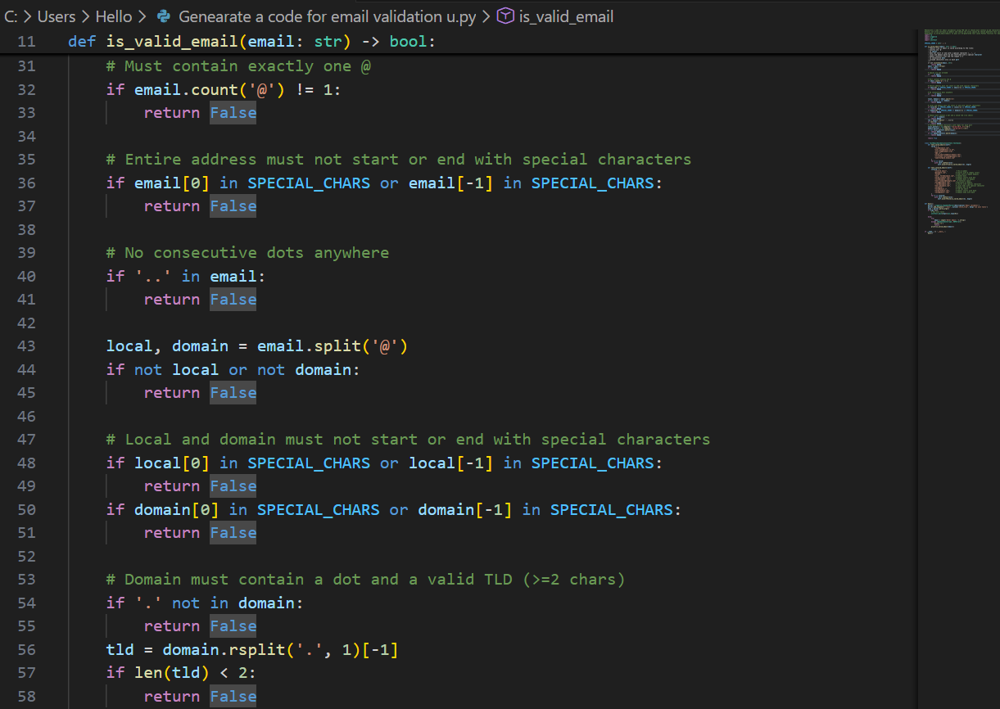 C: > Users > Hello > Genearate a code for email validation u.py > is_valid_email
11 def is_valid_email(email: str) -> bool:
31 # Must contain exactly one @
32 if email.count('@') != 1:
33 return False
34
35 # Entire address must not start or end with special characters
36 if email[0] in SPECIAL_CHARS or email[-1] in SPECIAL_CHARS:
37 return False
38
39 # No consecutive dots anywhere
40 if '..' in email:
41 return False
42
43 local, domain = email.split('@')
44 if not local or not domain:
45 return False
46
47 # Local and domain must not start or end with special characters
48 if local[0] in SPECIAL_CHARS or local[-1] in SPECIAL_CHARS:
49 return False
50 if domain[0] in SPECIAL_CHARS or domain[-1] in SPECIAL_CHARS:
51 return False
52
53 # Domain must contain a dot and a valid TLD (>=2 chars)
54 if '.' not in domain:
55 return False
56 tld = domain.rsplit('.', 1)[-1]
57 if len(tld) < 2:
58 return False